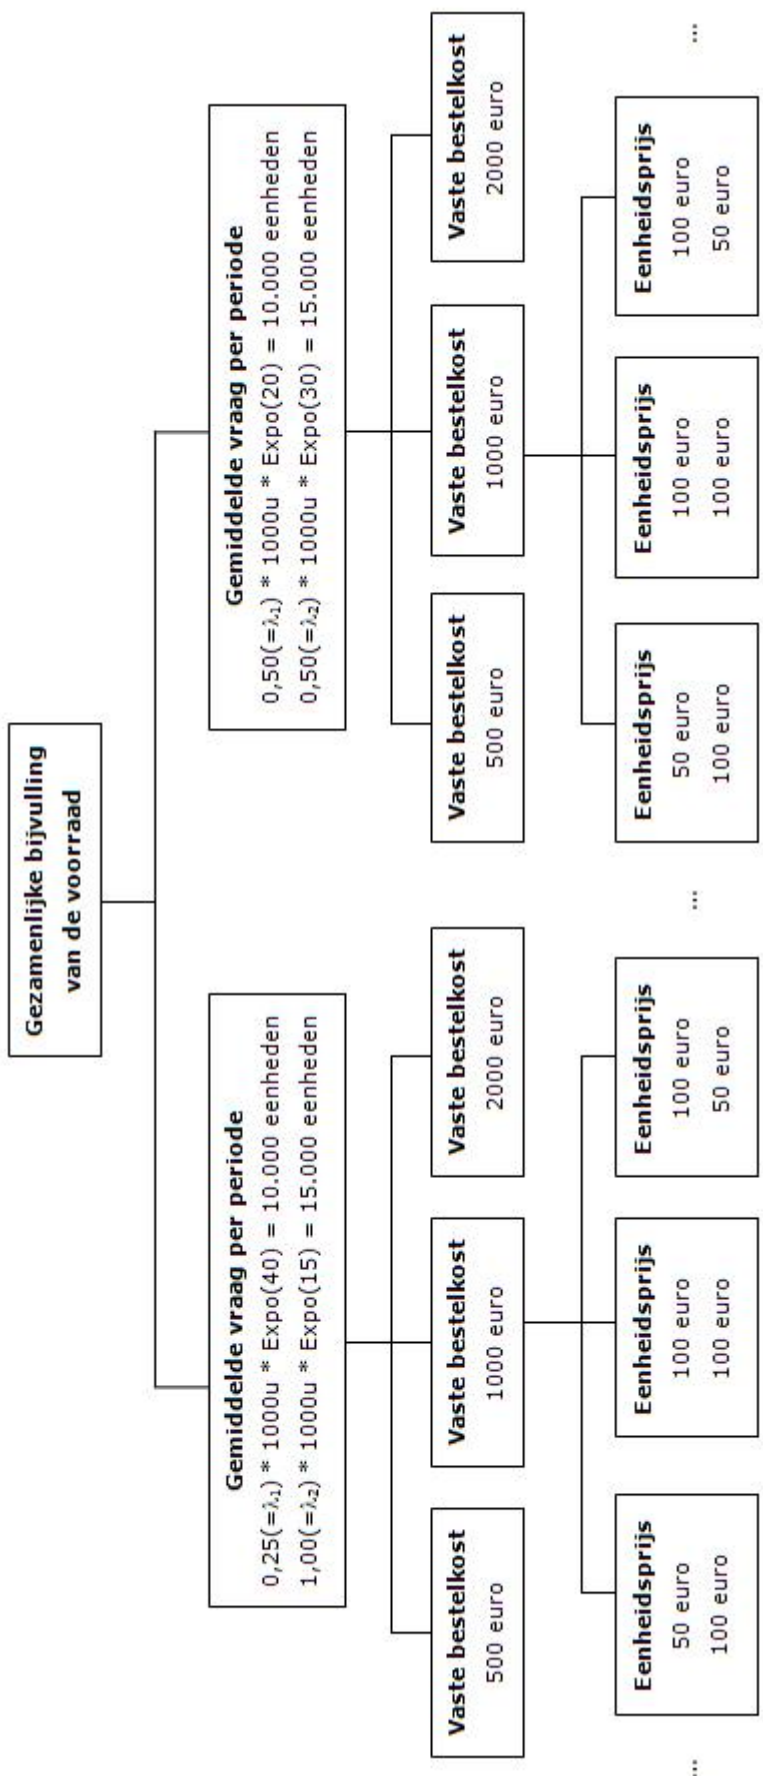 Gezamenlijke bijvulling
van de voorraad
Gemiddelde vraag per periode
0,25(=λ₁) * 1000u * Expo(40) = 10.000 eenheden
1,00(=λ₂) * 1000u * Expo(15) = 15.000 eenheden
Gemiddelde vraag per periode
0,50(=λ₁) * 1000u * Expo(20) = 10.000 eenheden
0,50(=λ₂) * 1000u * Expo(30) = 15.000 eenheden
Vaste bestelkost
500 euro
Vaste bestelkost
1000 euro
Vaste bestelkost
2000 euro
Vaste bestelkost
500 euro
Vaste bestelkost
1000 euro
Vaste bestelkost
2000 euro
...
Eenheidsprijs
50 euro
100 euro
Eenheidsprijs
100 euro
100 euro
Eenheidsprijs
100 euro
50 euro
...
Eenheidsprijs
50 euro
100 euro
Eenheidsprijs
100 euro
100 euro
Eenheidsprijs
100 euro
50 euro
...